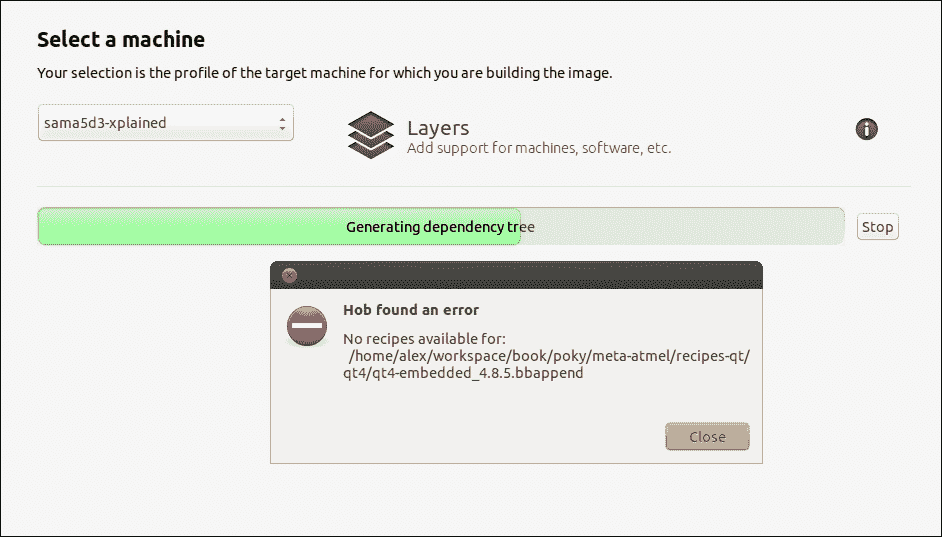 Select a machine
Your selection is the profile of the target machine for which you are building the image.
sama5d3-xplained
Layers
Add support for machines, software, etc.
Generating dependency tree
Stop
Hob found an error
No recipes available for:
/home/alex/workspace/book/poky/meta-atmel/recipes-qt/
qt4/qt4-embedded_4.8.5.bbappend
Close